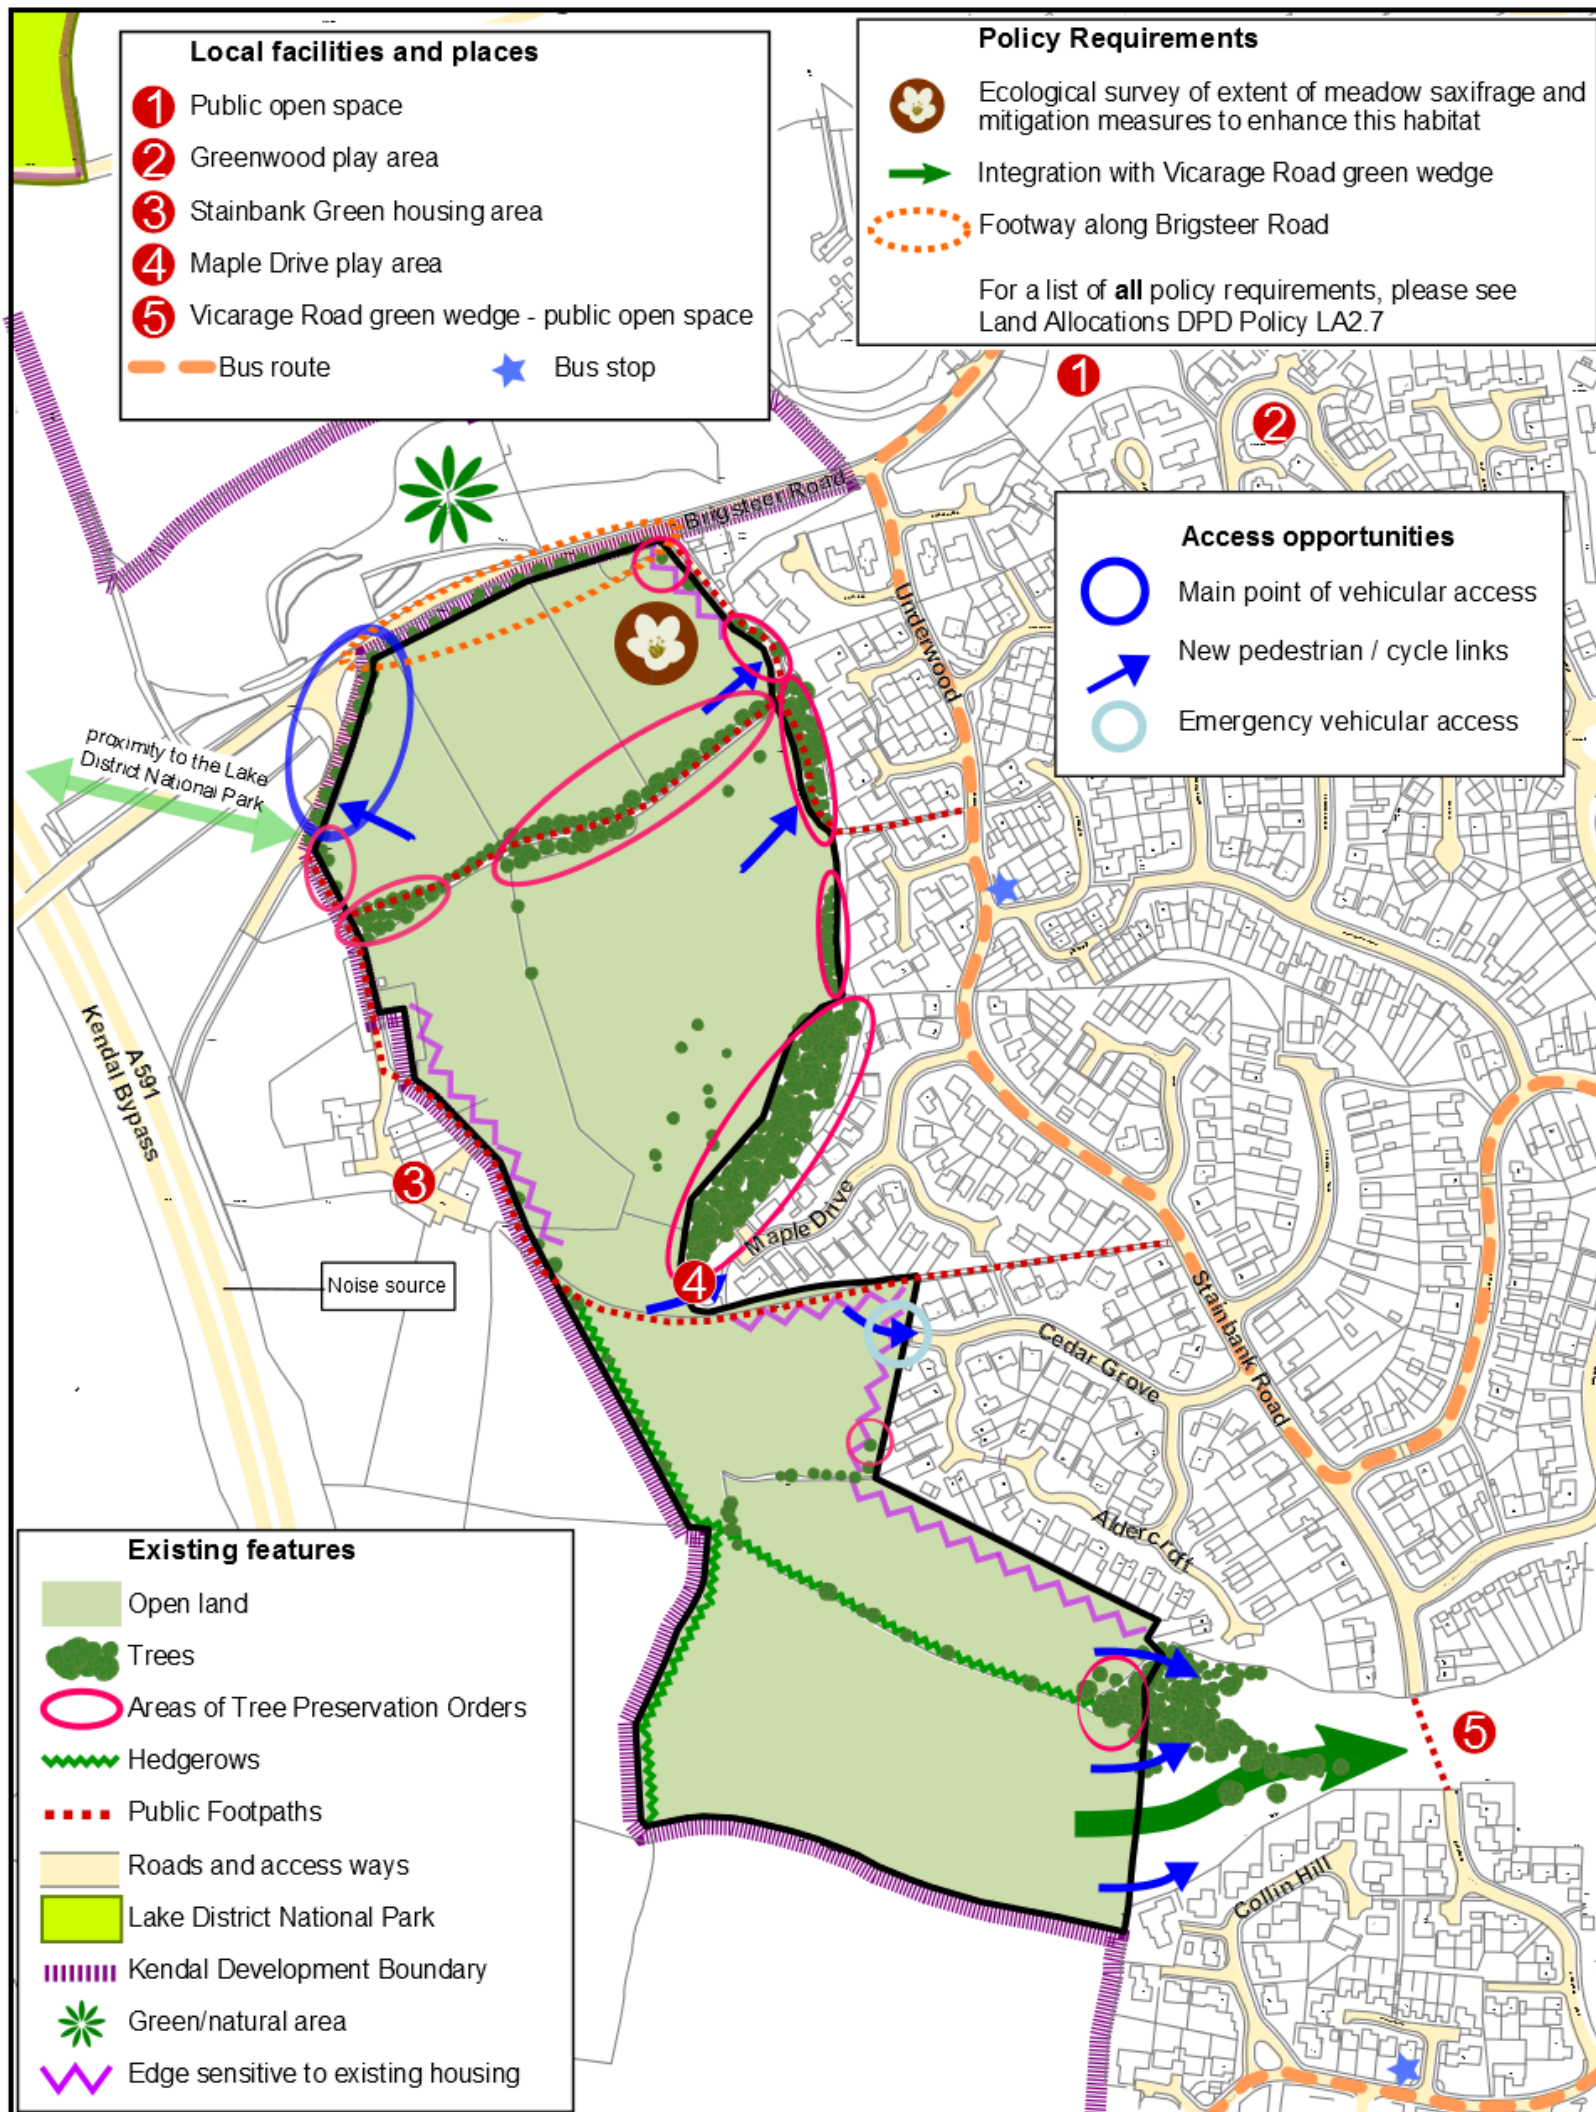 Local facilities and places
1 Public open space
2 Greenwood play area
3 Stainbank Green housing area
4 Maple Drive play area
5 Vicarage Road green wedge - public open space
Bus route
Bus stop
Policy Requirements
Ecological survey of extent of meadow saxifrage and
mitigation measures to enhance this habitat
Integration with Vicarage Road green wedge
Footway along Brigsteer Road
For a list of all policy requirements, please see
Land Allocations DPD Policy LA2.7
1
2
Brigsteer Road
Access opportunities
Main point of vehicular access
New pedestrian / cycle links
Emergency vehicular access
Underwood
proximity to the Lake
District National Park
A591
Kendal Bypass
3
Maple Drive
Noise source
4
Stainbank Road
Cedar Grove
Aldercroft
5
Collin Hill
Existing features
Open land
Trees
Areas of Tree Preservation Orders
Hedgerows
Public Footpaths
Roads and access ways
Lake District National Park
Kendal Development Boundary
Green/natural area
Edge sensitive to existing housing